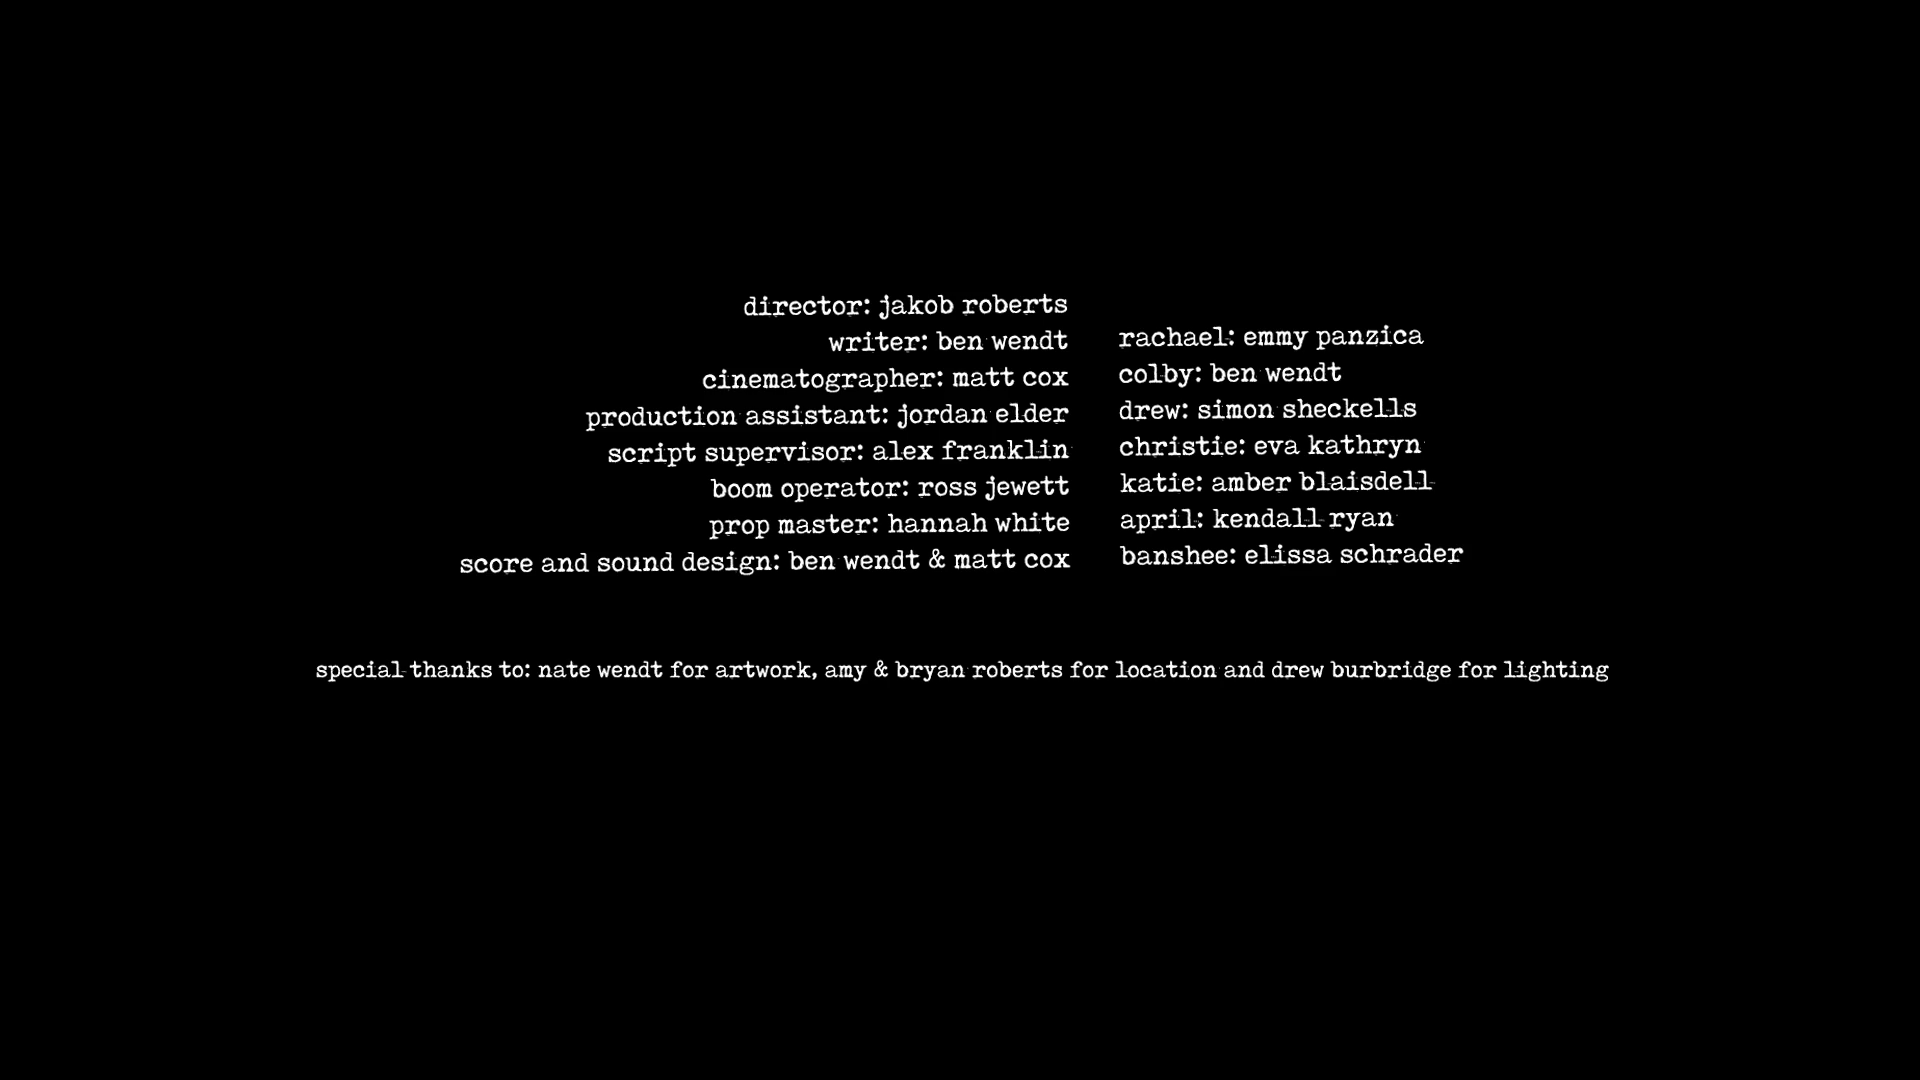 director: jakob roberts
writer: ben wendt
cinematographer: matt cox
production assistant: jordan elder
script supervisor: alex franklin
boom operator: ross jewett
prop master: hannah white
score and sound design: ben wendt & matt cox
rachael: emmy panzica
colby: ben wendt
drew: simon sheckells
christie: eva kathryn
katie: amber blaisdell
april: kendall ryan
banshee: elissa schrader
special thanks to: nate wendt for artwork, amy & bryan roberts for location and drew burbridge for lighting